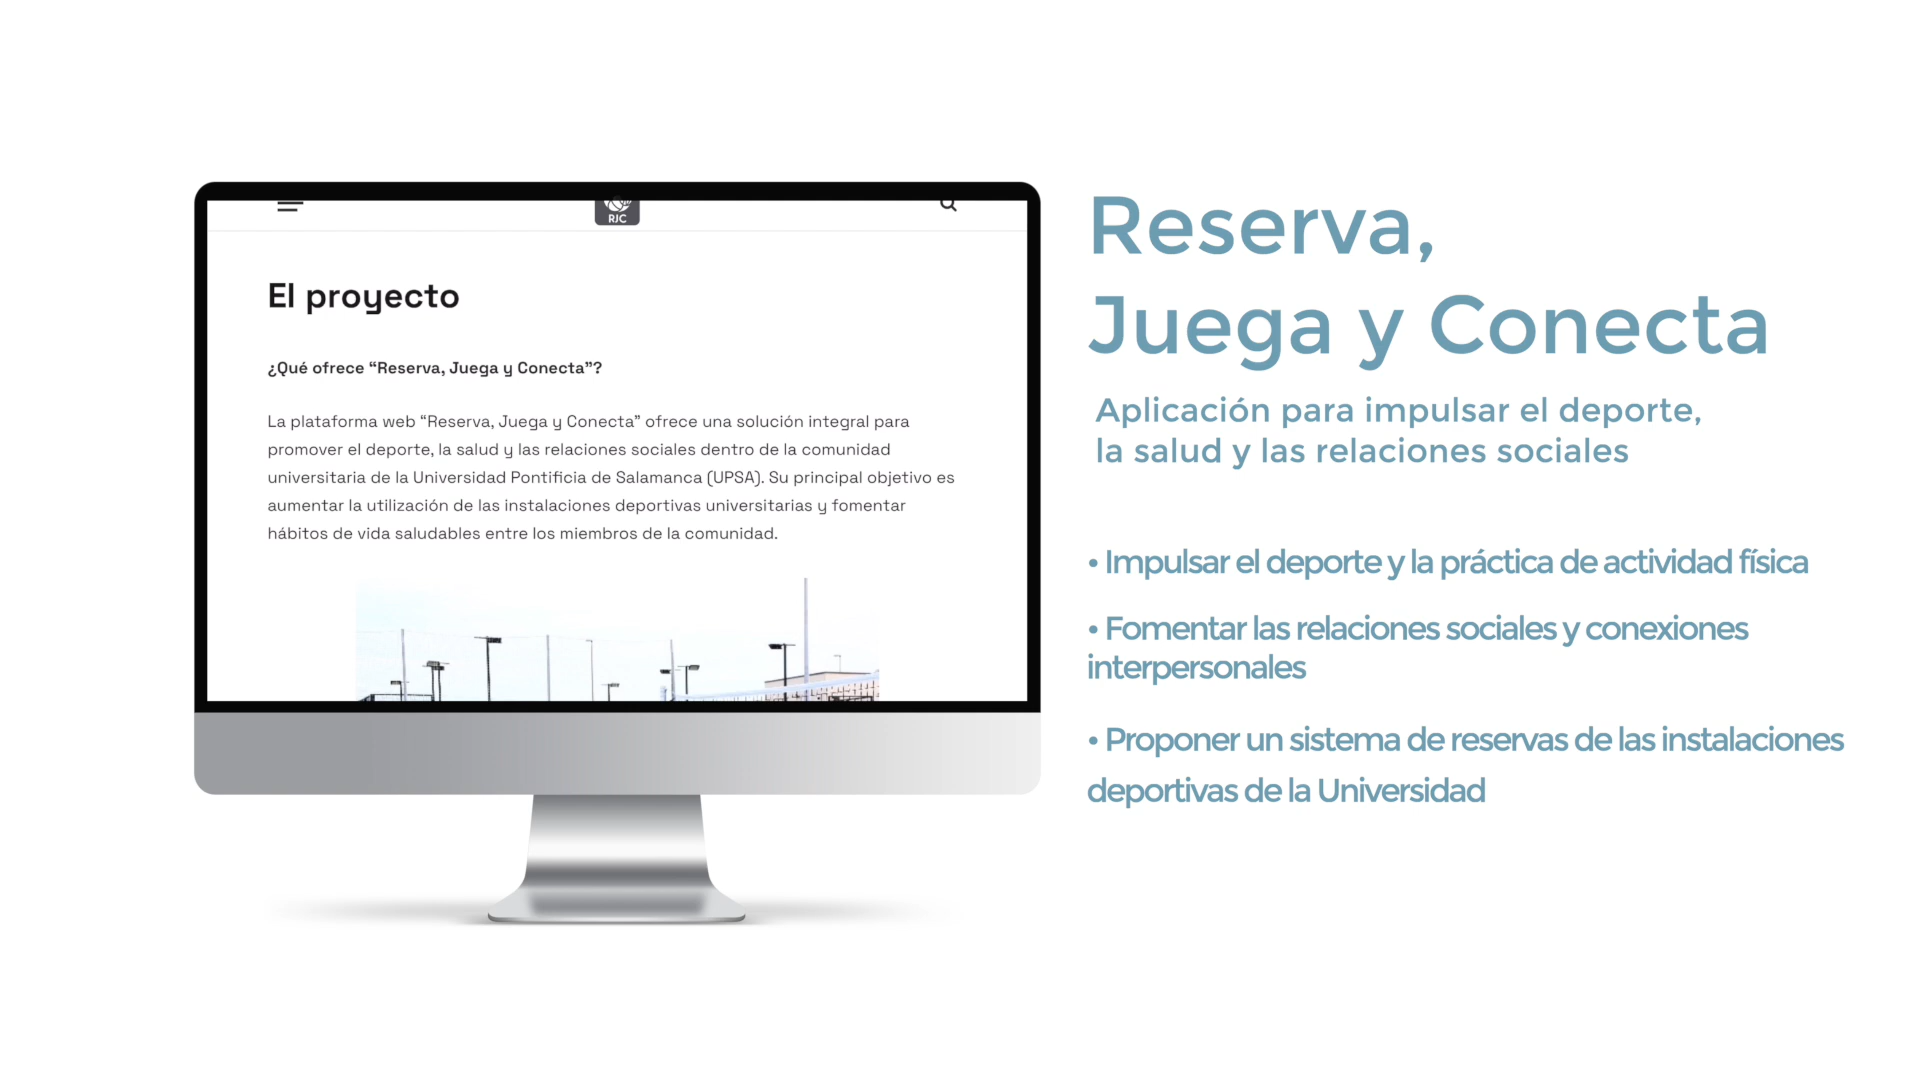 RJC
El proyecto
¿Qué ofrece “Reserva, Juega y Conecta”?
La plataforma web “Reserva, Juega y Conecta” ofrece una solución integral para
promover el deporte, la salud y las relaciones sociales dentro de la comunidad
universitaria de la Universidad Pontificia de Salamanca (UPSA). Su principal objetivo es
aumentar la utilización de las instalaciones deportivas universitarias y fomentar
hábitos de vida saludables entre los miembros de la comunidad.
Reserva,
Juega y Conecta
Aplicación para impulsar el deporte,
la salud y las relaciones sociales
• Impulsar el deporte y la práctica de actividad física
• Fomentar las relaciones sociales y conexiones
interpersonales
• Proponer un sistema de reservas de las instalaciones
deportivas de la Universidad